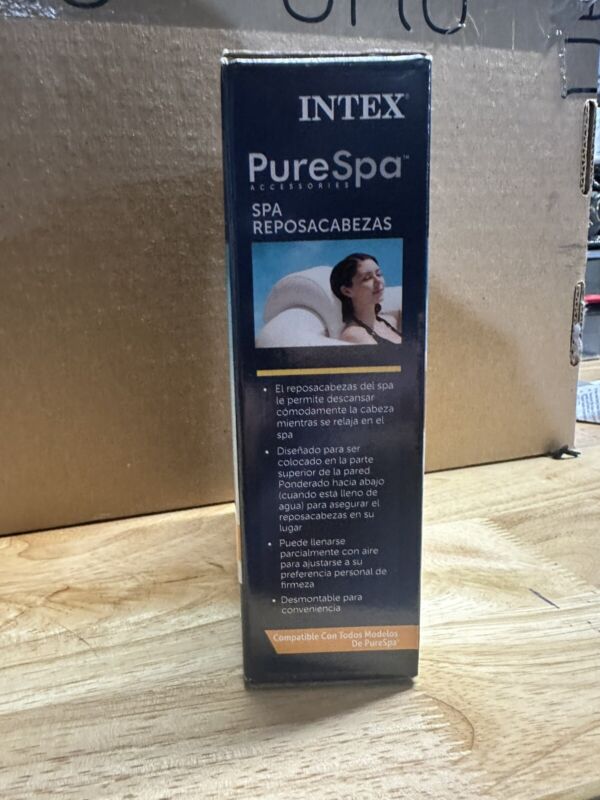 INTEX®
PureSpa™
ACCESSORIES
SPA
REPOSACABEZAS
• El reposacabezas del spa
le permite descansar
cómodamente la cabeza
mientras se relaja en el
spa
• Diseñado para ser
colocado en la parte
superior de la pared.
Ponderado hacia abajo
(cuando está lleno de
agua) para asegurar el
reposacabezas en su
lugar
• Puede llenarse
parcialmente con aire
para ajustarse a su
preferencia personal de
firmeza
• Desmontable para
conveniencia
Compatible Con Todos Modelos
De PureSpa™